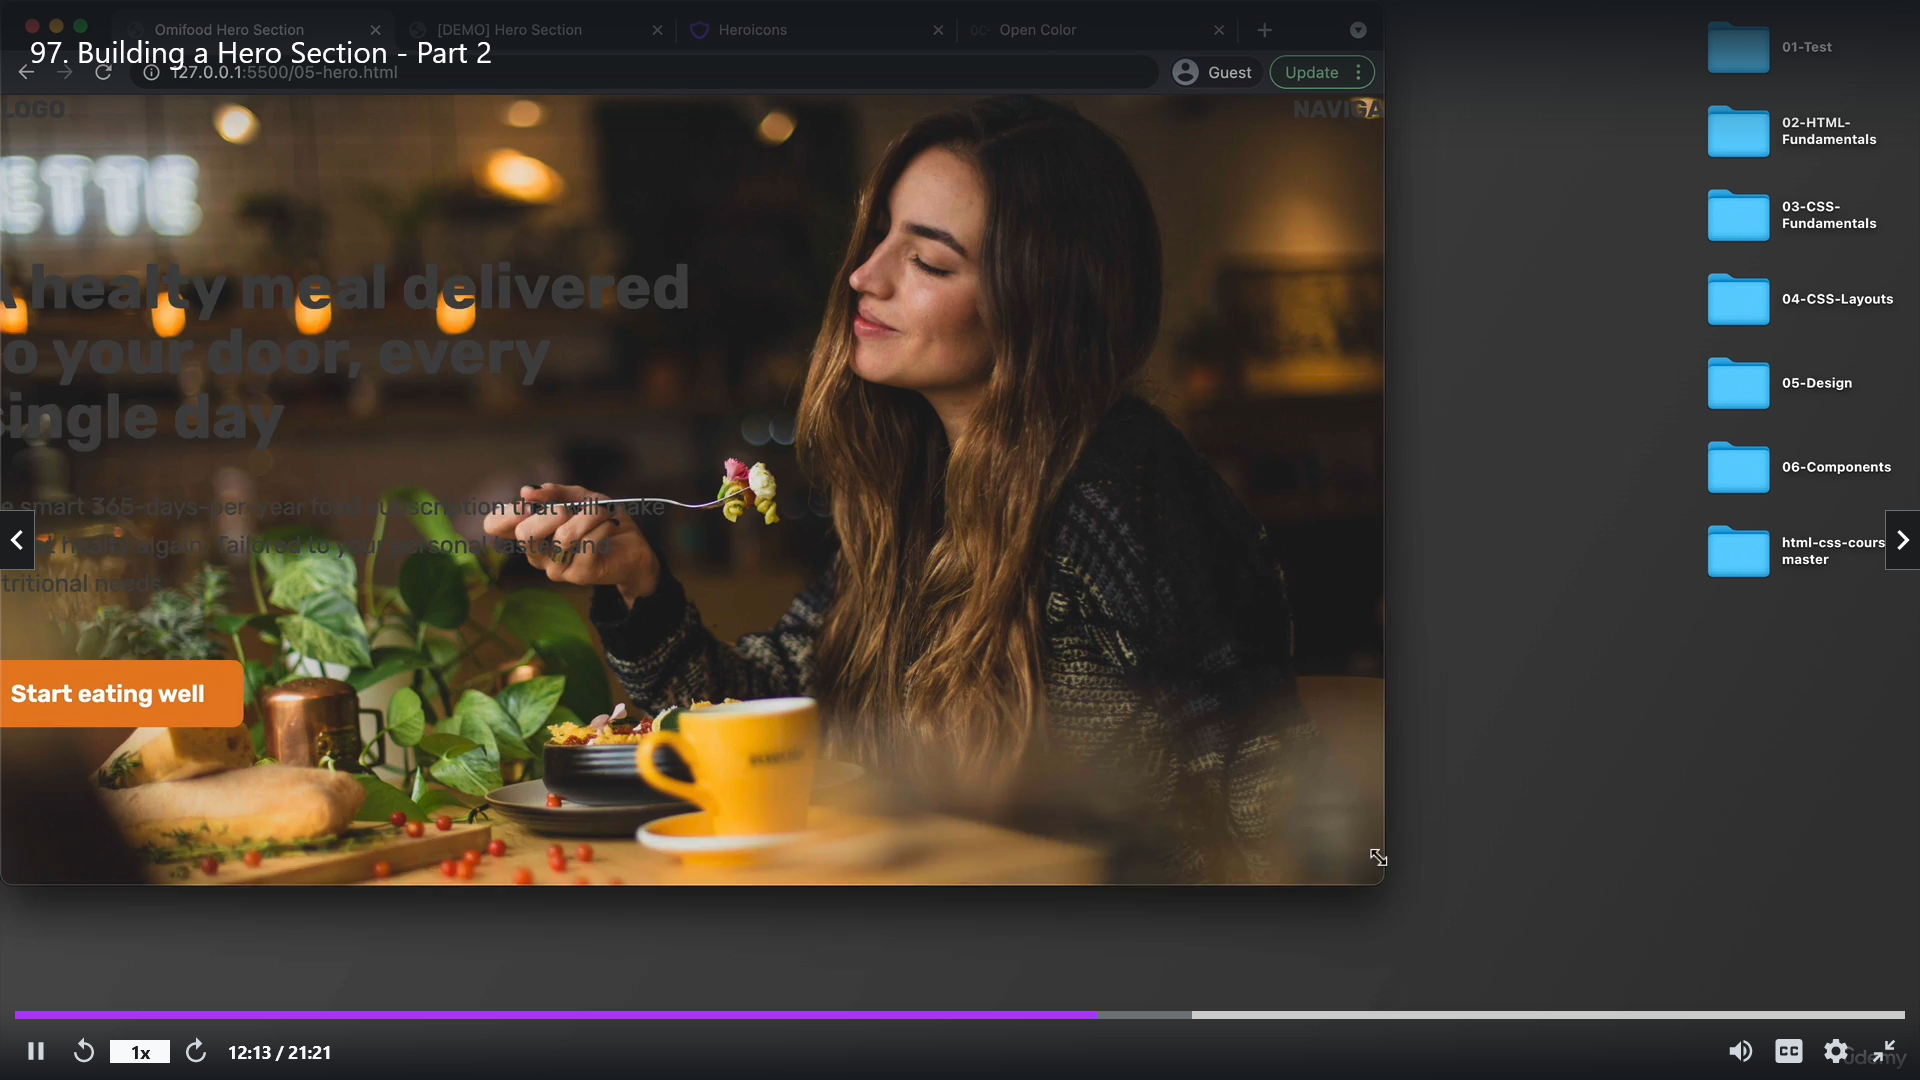 Omifood Hero Section
[DEMO] Hero Section
Heroicons
Open Color
97. Building a Hero Section - Part 2
127.0.0.1:5500/05-hero.html
Guest
Update
LOGO
NAVIGA
ETTE
A healty meal delivered
o your door, every
single day
e smart 365-days-per-year food subscription that will make
healthy again. Tailored to your personal tastes and
tritional needs.
Start eating well
01-Test
02-HTML-
Fundamentals
03-CSS-
Fundamentals
04-CSS-Layouts
05-Design
06-Components
html-css-cours
master
1x
12:13 / 21:21
CC
ûdemy